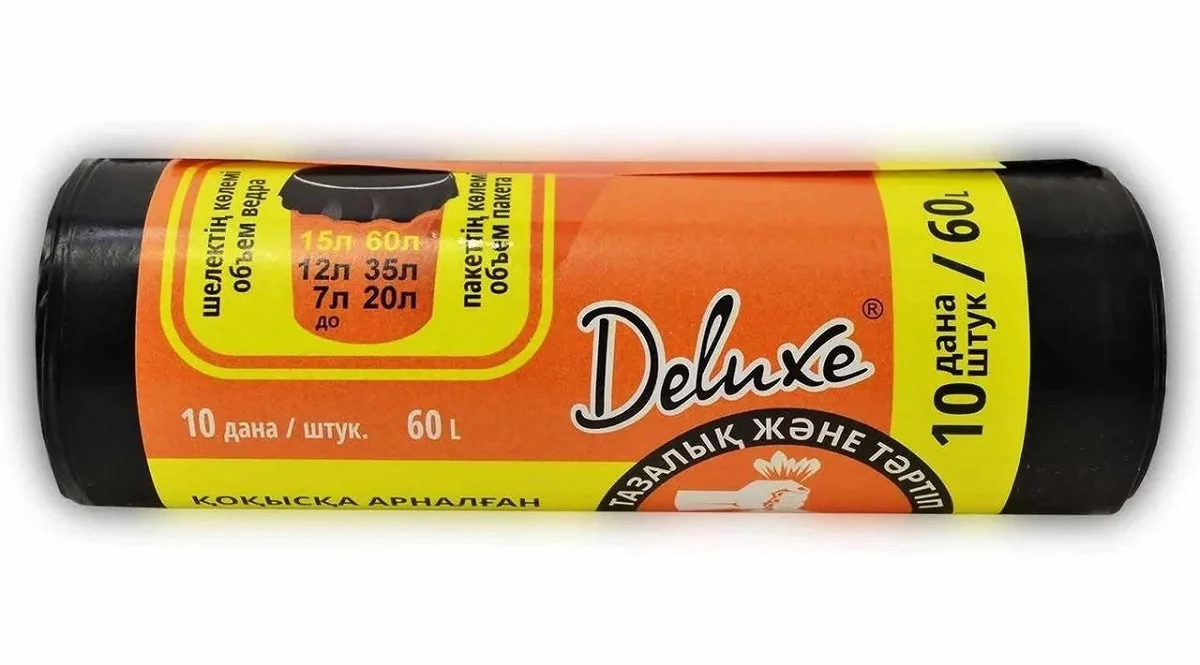 шелектің көлемі
объем ведра
15л 60л
12л 35л
7л 20л
до
пакеттің көлемі
объем пакета
Deluxe®
10 дана / штук. 60 L
ҚОҚЫСҚА АРНАЛҒАН
ТАЗАЛЫҚ ЖӘНЕ ТӘРТІП
10 дана / штук / 60L